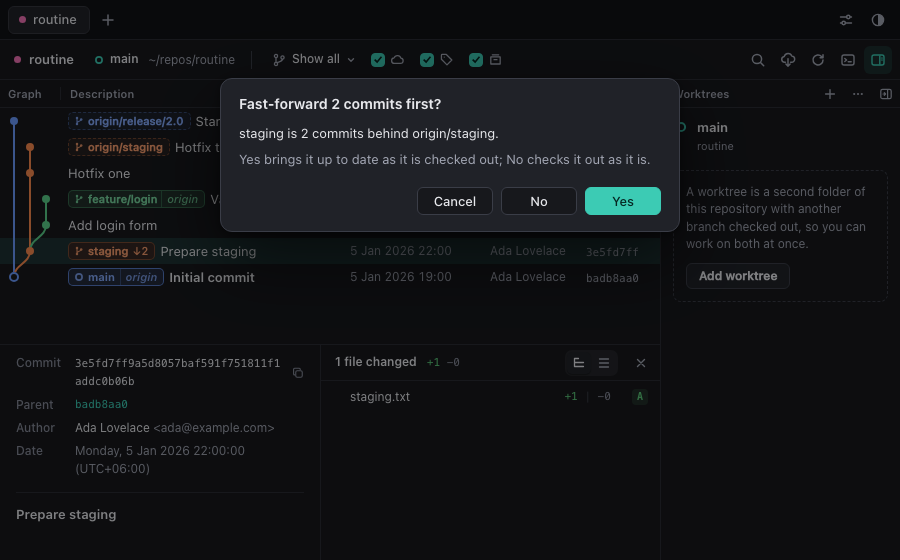 routine
routine main ~/repos/routine Show all
Graph Description Worktrees
origin/release/2.0 Star
origin/staging Hotfix t
Hotfix one
feature/login origin
Add login form
staging ↓2 Prepare staging 5 Jan 2026 22:00 Ada Lovelace 3e5fd7ff
main origin Initial commit 5 Jan 2026 19:00 Ada Lovelace badb8aa0
Fast-forward 2 commits first?
staging is 2 commits behind origin/staging.
Yes brings it up to date as it is checked out; No checks it out as it is.
Cancel No Yes
main
routine
A worktree is a second folder of
this repository with another
branch checked out, so you can
work on both at once.
Add worktree
Commit 3e5fd7ff9a5d8057baf591f751811f1
addc0b06b
Parent badb8aa0
Author Ada Lovelace <ada@example.com>
Date Monday, 5 Jan 2026 22:00:00
(UTC+06:00)
Prepare staging
1 file changed +1 −0
staging.txt +1 −0 A